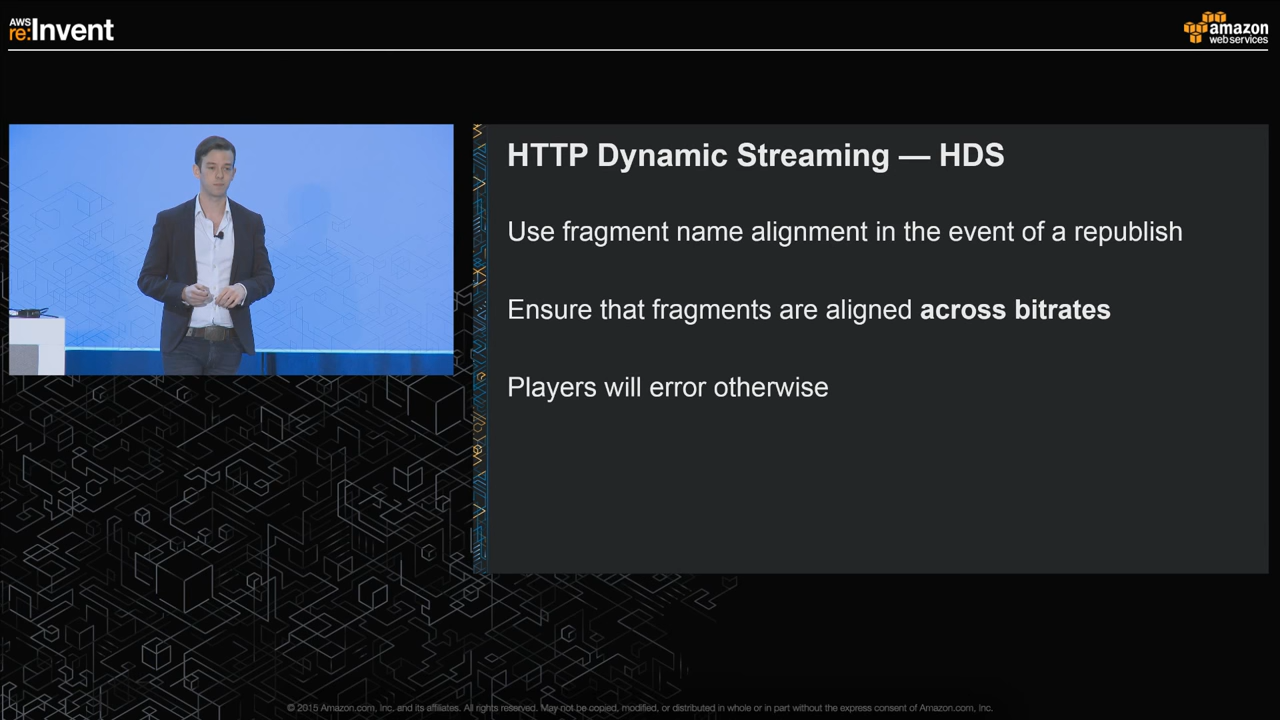 AWS
re:Invent
amazon
web services
HTTP Dynamic Streaming — HDS
Use fragment name alignment in the event of a republish
Ensure that fragments are aligned across bitrates
Players will error otherwise
© 2015 Amazon.com, Inc. and its affiliates. All rights reserved. May not be copied, modified, or distributed in whole or in part without the express consent of Amazon.com, Inc.